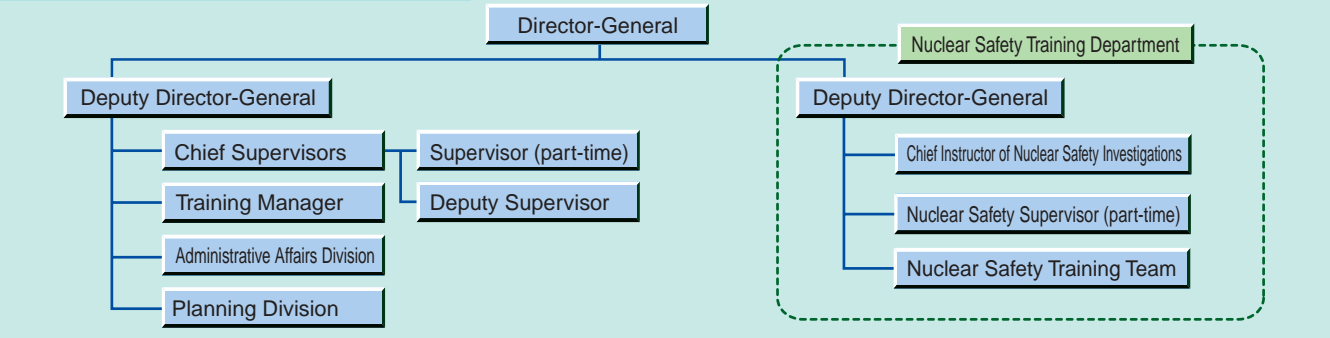 Director-General
Nuclear Safety Training Department
Deputy Director-General
Deputy Director-General
Chief Supervisors
Supervisor (part-time)
Training Manager
Deputy Supervisor
Administrative Affairs Division
Planning Division
Chief Instructor of Nuclear Safety Investigations
Nuclear Safety Supervisor (part-time)
Nuclear Safety Training Team